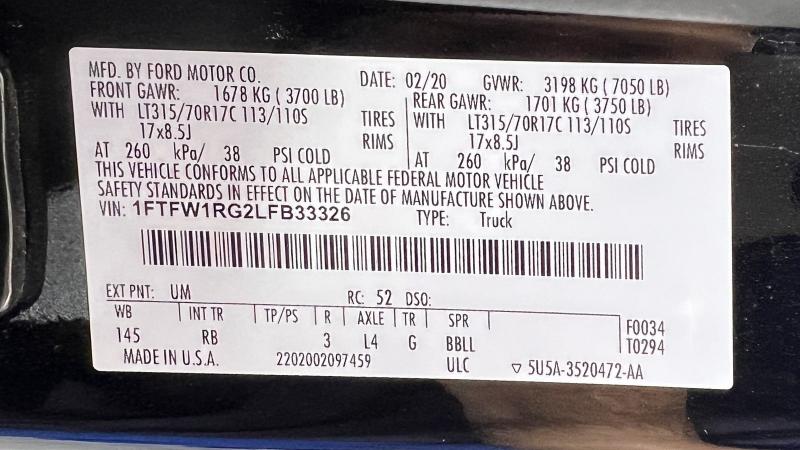 MFD. BY FORD MOTOR CO. DATE: 02/20 GVWR: 3198 KG ( 7050 LB)
FRONT GAWR: 1678 KG ( 3700 LB) REAR GAWR: 1701 KG ( 3750 LB)
WITH LT315/70R17C 113/110S TIRES WITH LT315/70R17C 113/110S TIRES
17x8.5J RIMS 17x8.5J RIMS
AT 260 kPa/ 38 PSI COLD AT 260 kPa/ 38 PSI COLD
THIS VEHICLE CONFORMS TO ALL APPLICABLE FEDERAL MOTOR VEHICLE
SAFETY STANDARDS IN EFFECT ON THE DATE OF MANUFACTURE SHOWN ABOVE.
VIN: 1FTFW1RG2LFB33326 TYPE: Truck
EXT PNT: UM RC: 52 DSO:
WB INT TR TP/PS R AXLE TR SPR F0034
145 RB 3 L4 G BBLL T0294
MADE IN U.S.A. 2202002097459 ULC ▽ 5U5A-3520472-AA